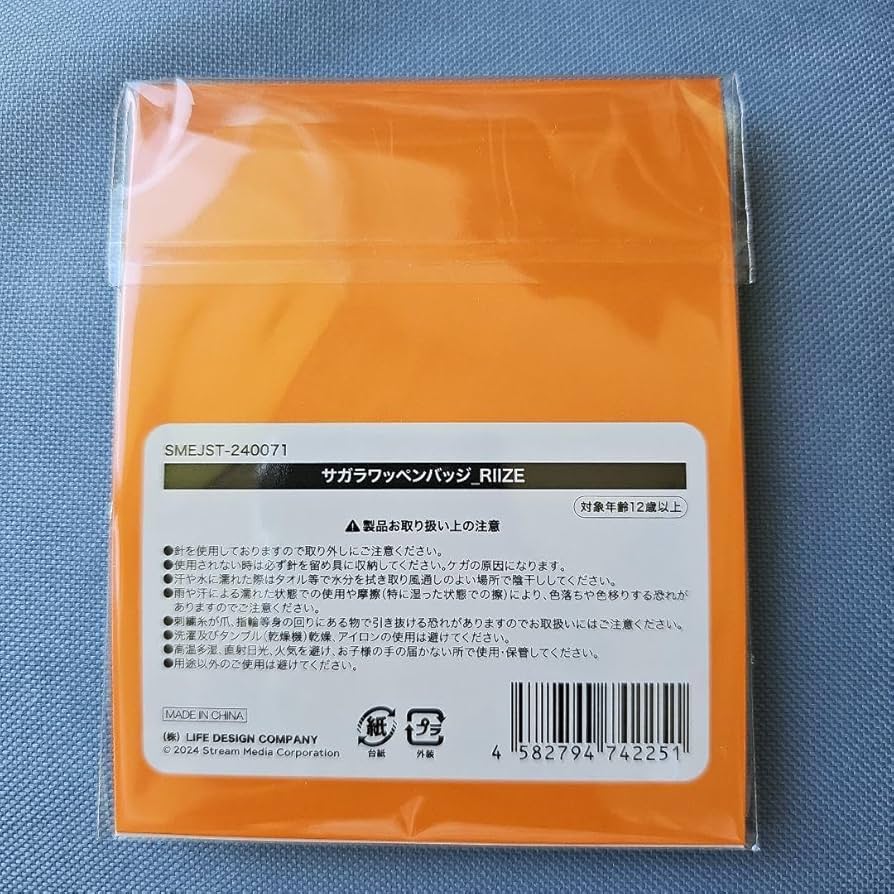 SMEJST-240071
サガラワッペンバッジ_RIIZE
対象年齢12歳以上
⚠製品お取り扱い上の注意
●針を使用しておりますので取り外しにご注意ください。
●使用されない時は必ず針を留め具に収納してください。ケガの原因になります。
●汗や水に濡れた際はタオル等で水分を拭き取り風通しのよい場所で陰干ししてください。
●雨や汗による濡れた状態での使用や摩擦(特に湿った状態での擦)により、色落ちや色移りする恐れが
ありますのでご注意ください。
●刺繍糸が爪、指輪等身の回りにある物で引き抜ける恐れがありますのでお取扱いにはご注意ください。
●洗濯及びタンブル(乾燥機)乾燥、アイロンの使用は避けてください。
●高温多湿、直射日光、火気を避け、お子様の手の届かない所で使用・保管してください。
●用途以外のご使用は避けてください。
MADE IN CHINA
(株) LIFE DESIGN COMPANY
© 2024 Stream Media Corporation
紙
台紙
プラ
外装
4 582794 742251